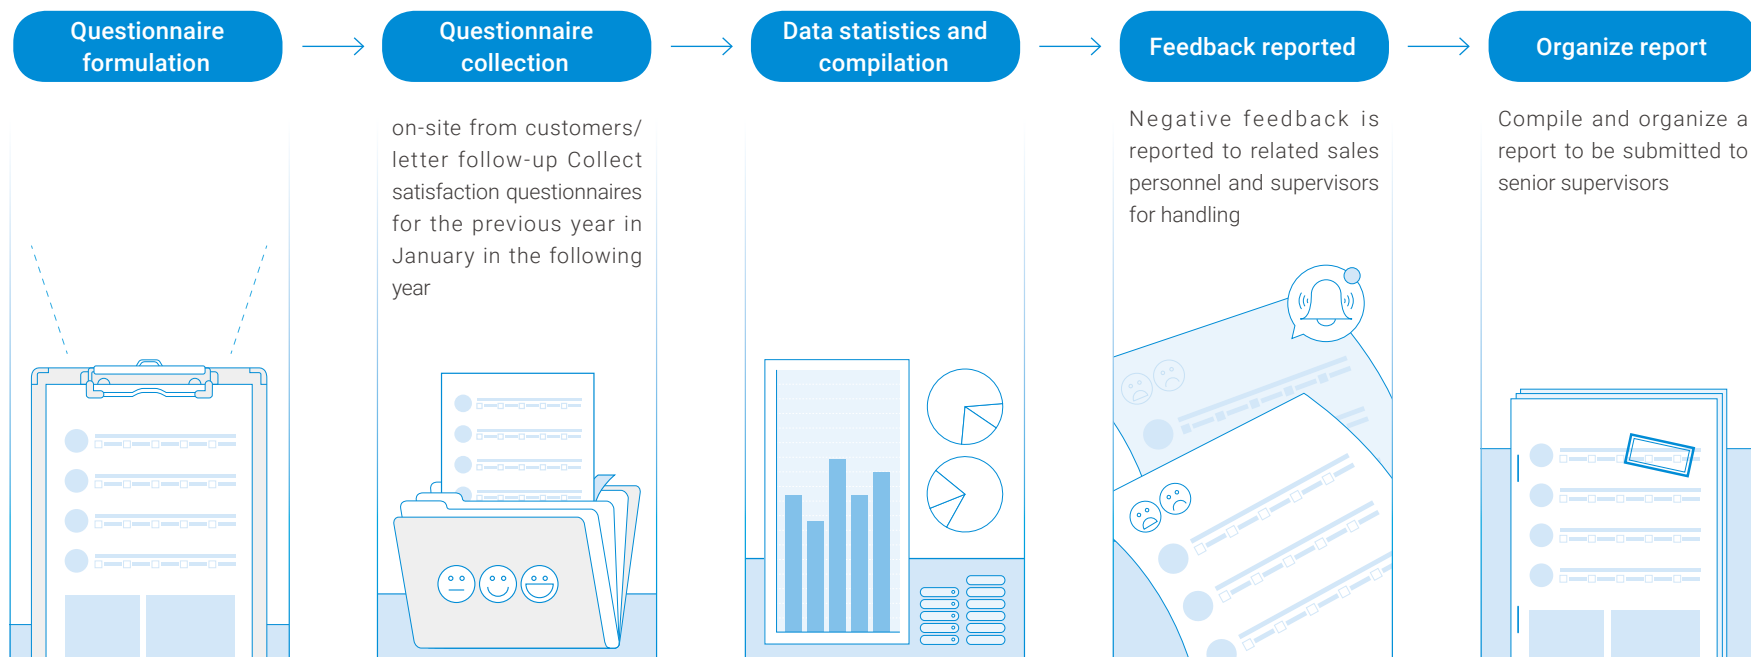 Questionnaire
formulation
Questionnaire
collection
Data statistics and
compilation
Feedback reported
Organize report
on-site from customers/
letter follow-up Collect
satisfaction questionnaires
for the previous year in
January in the following
year
Negative feedback is
reported to related sales
personnel and supervisors
for handling
Compile and organize a
report to be submitted to
senior supervisors